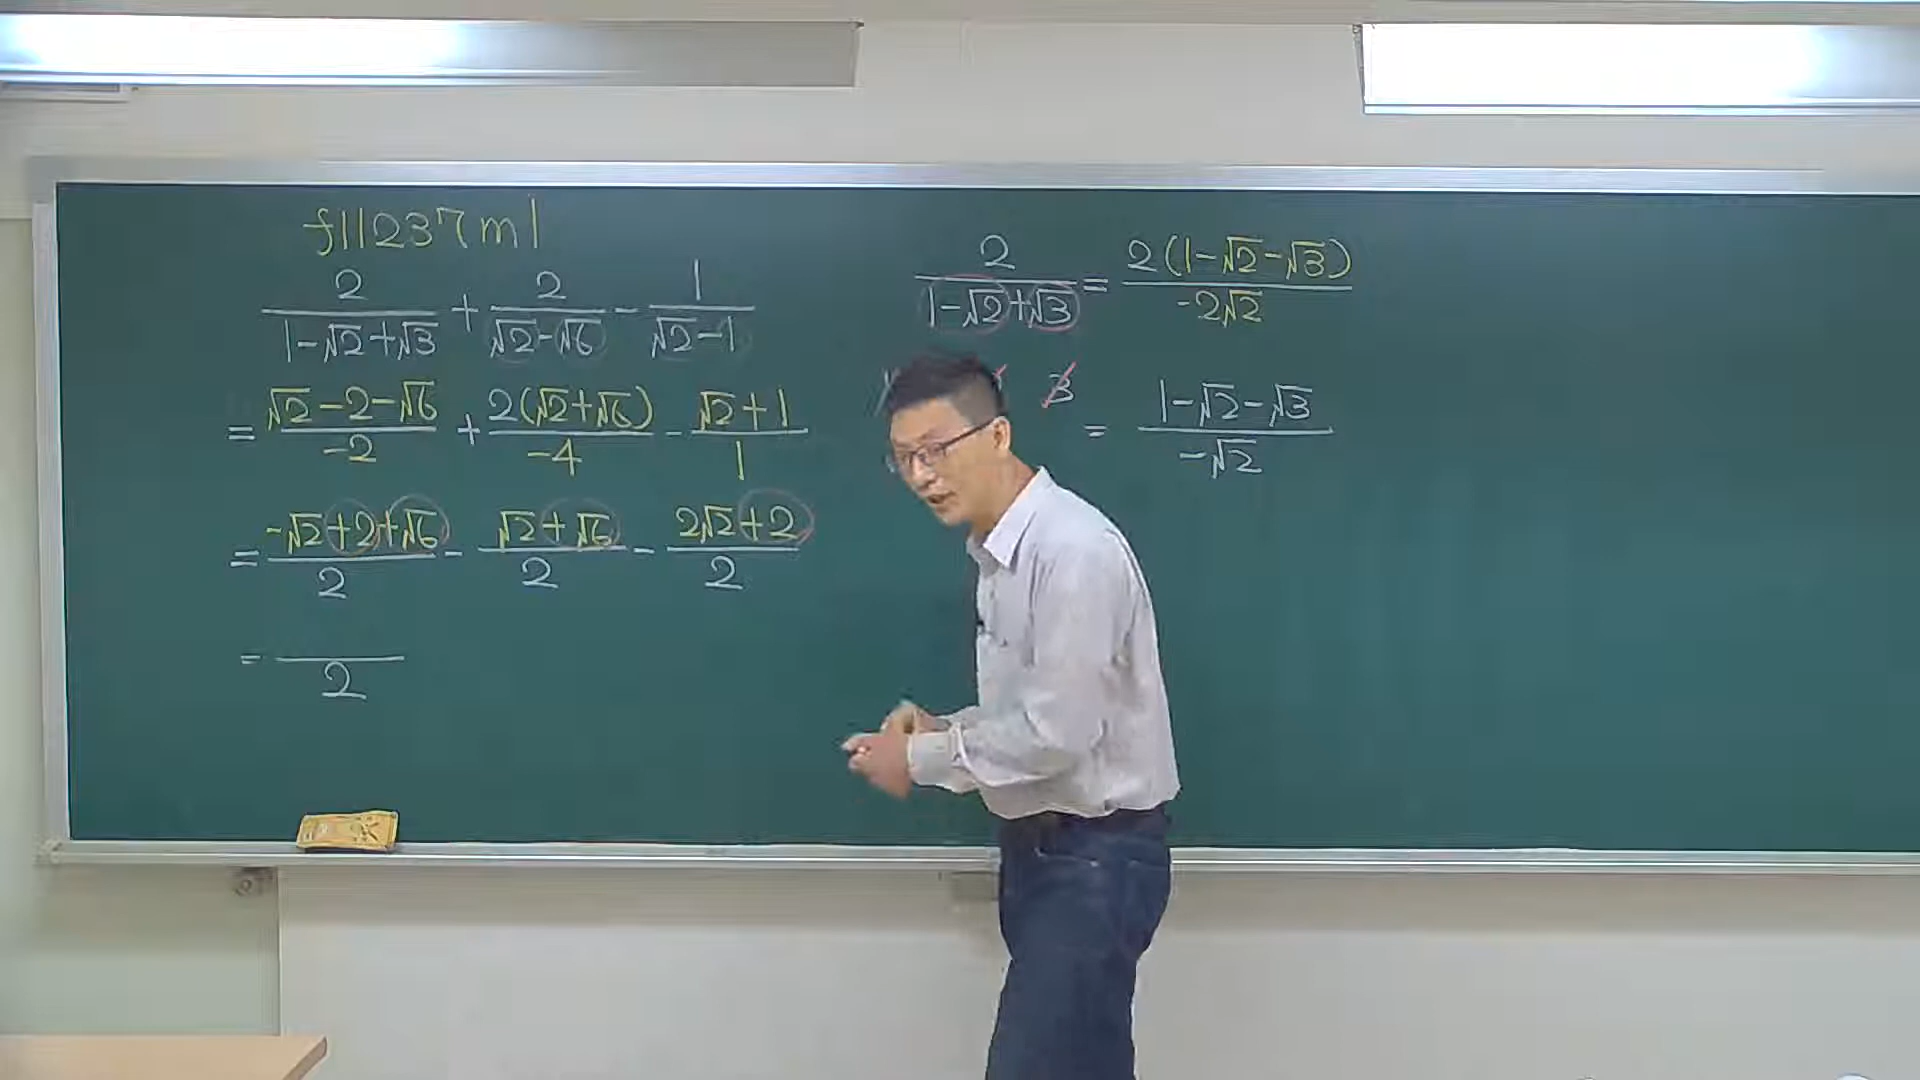 f11237m1
2/(1-√2+√3) + 2/(√2-√6) - 1/(√2-1)
= (√2-2-√6)/-2 + 2(√2+√6)/-4 - (√2+1)/1
= (-√2+2+√6)/2 - (√2+√6)/2 - (2√2+2)/2
= /2
2/(1-√2+√3) = 2(1-√2-√3)/-2√2
3
= (1-√2-√3)/-√2